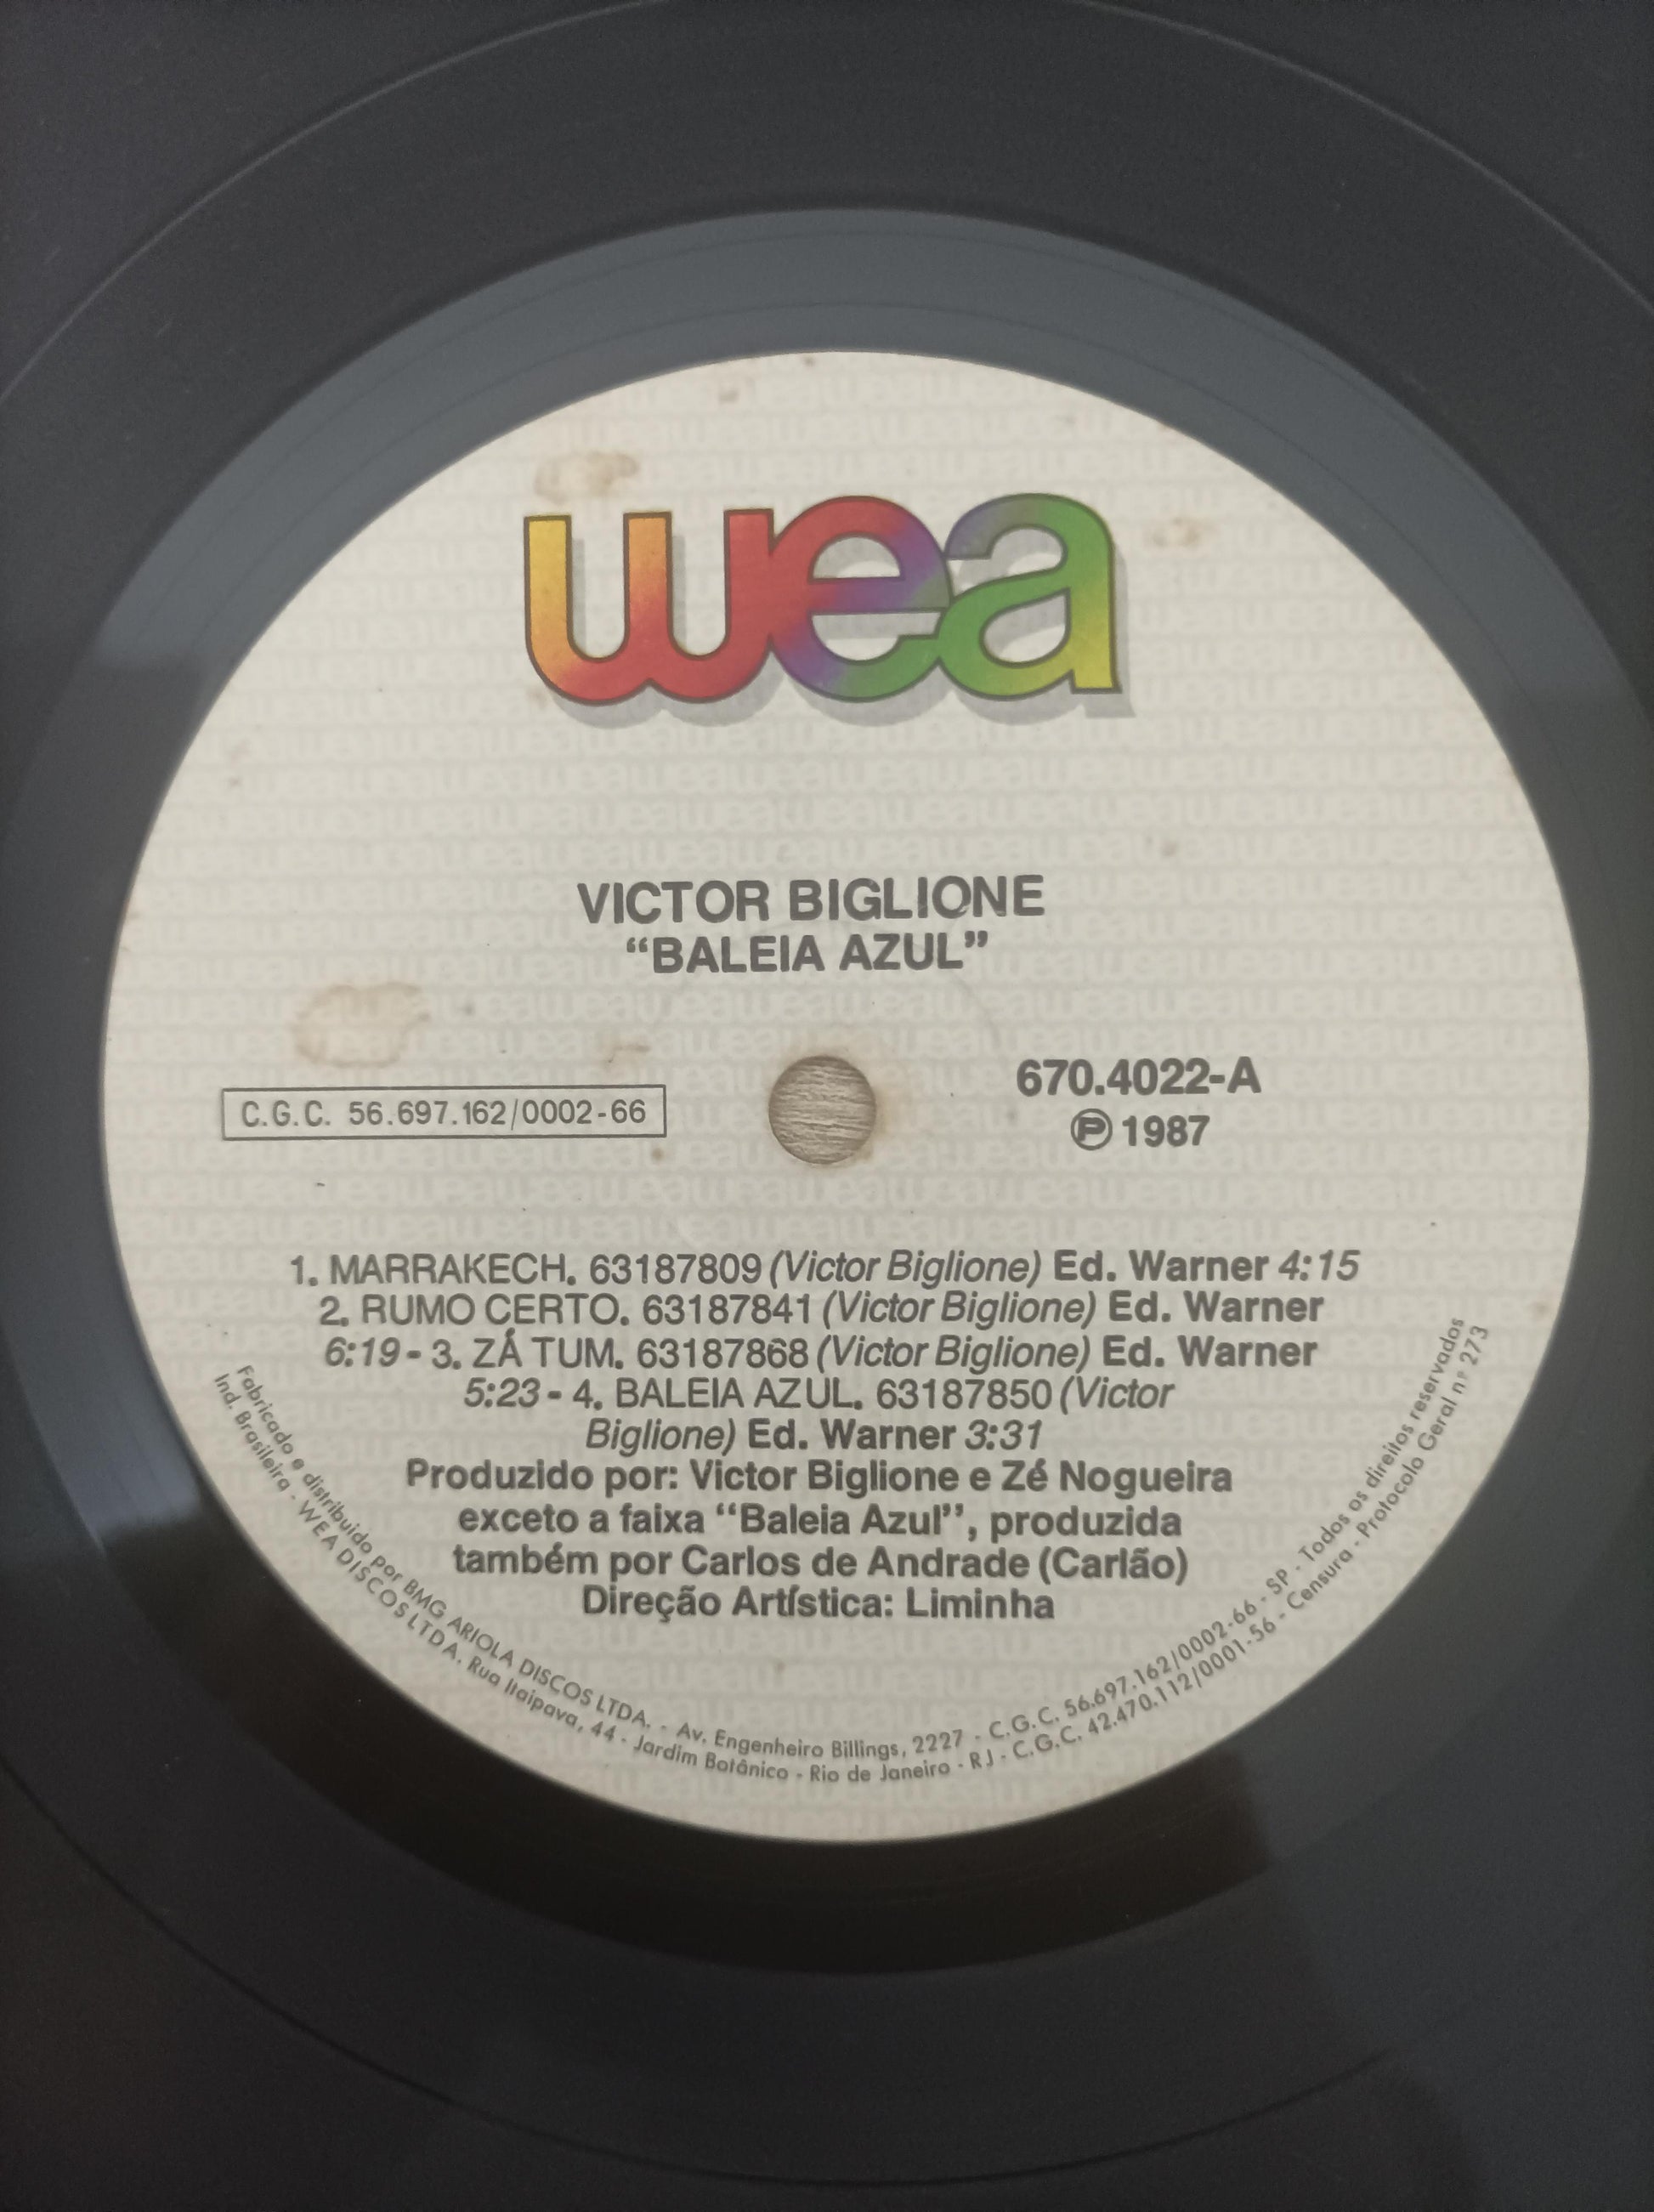 wea
VICTOR BIGLIONE
“BALEIA AZUL”
C.G.C. 56.697.162/0002-66
670.4022-A
Ⓟ 1987
1. MARRAKECH. 63187809 (Victor Biglione) Ed. Warner 4:15
2. RUMO CERTO. 63187841 (Victor Biglione) Ed. Warner
6:19 - 3. ZÁ TUM. 63187868 (Victor Biglione) Ed. Warner
5:23 - 4. BALEIA AZUL. 63187850 (Victor
Biglione) Ed. Warner 3:31
Produzido por: Victor Biglione e Zé Nogueira
exceto a faixa “Baleia Azul”, produzida
também por Carlos de Andrade (Carlão)
Direção Artística: Liminha
Fabricado e distribuido por BMG ARIOLA DISCOS LTDA. - Av. Engenheiro Billings, 2227 - C.G.C. 56.697.162/0002-66 - SP - Todos os direitos reservados
Ind. Brasileira - WEA DISCOS LTDA. Rua Itaipava, 44 - Jardim Botânico - Rio de Janeiro - RJ - C.G.C. 42.470.112/0001-56 - Censura - Protocolo Geral nº 273